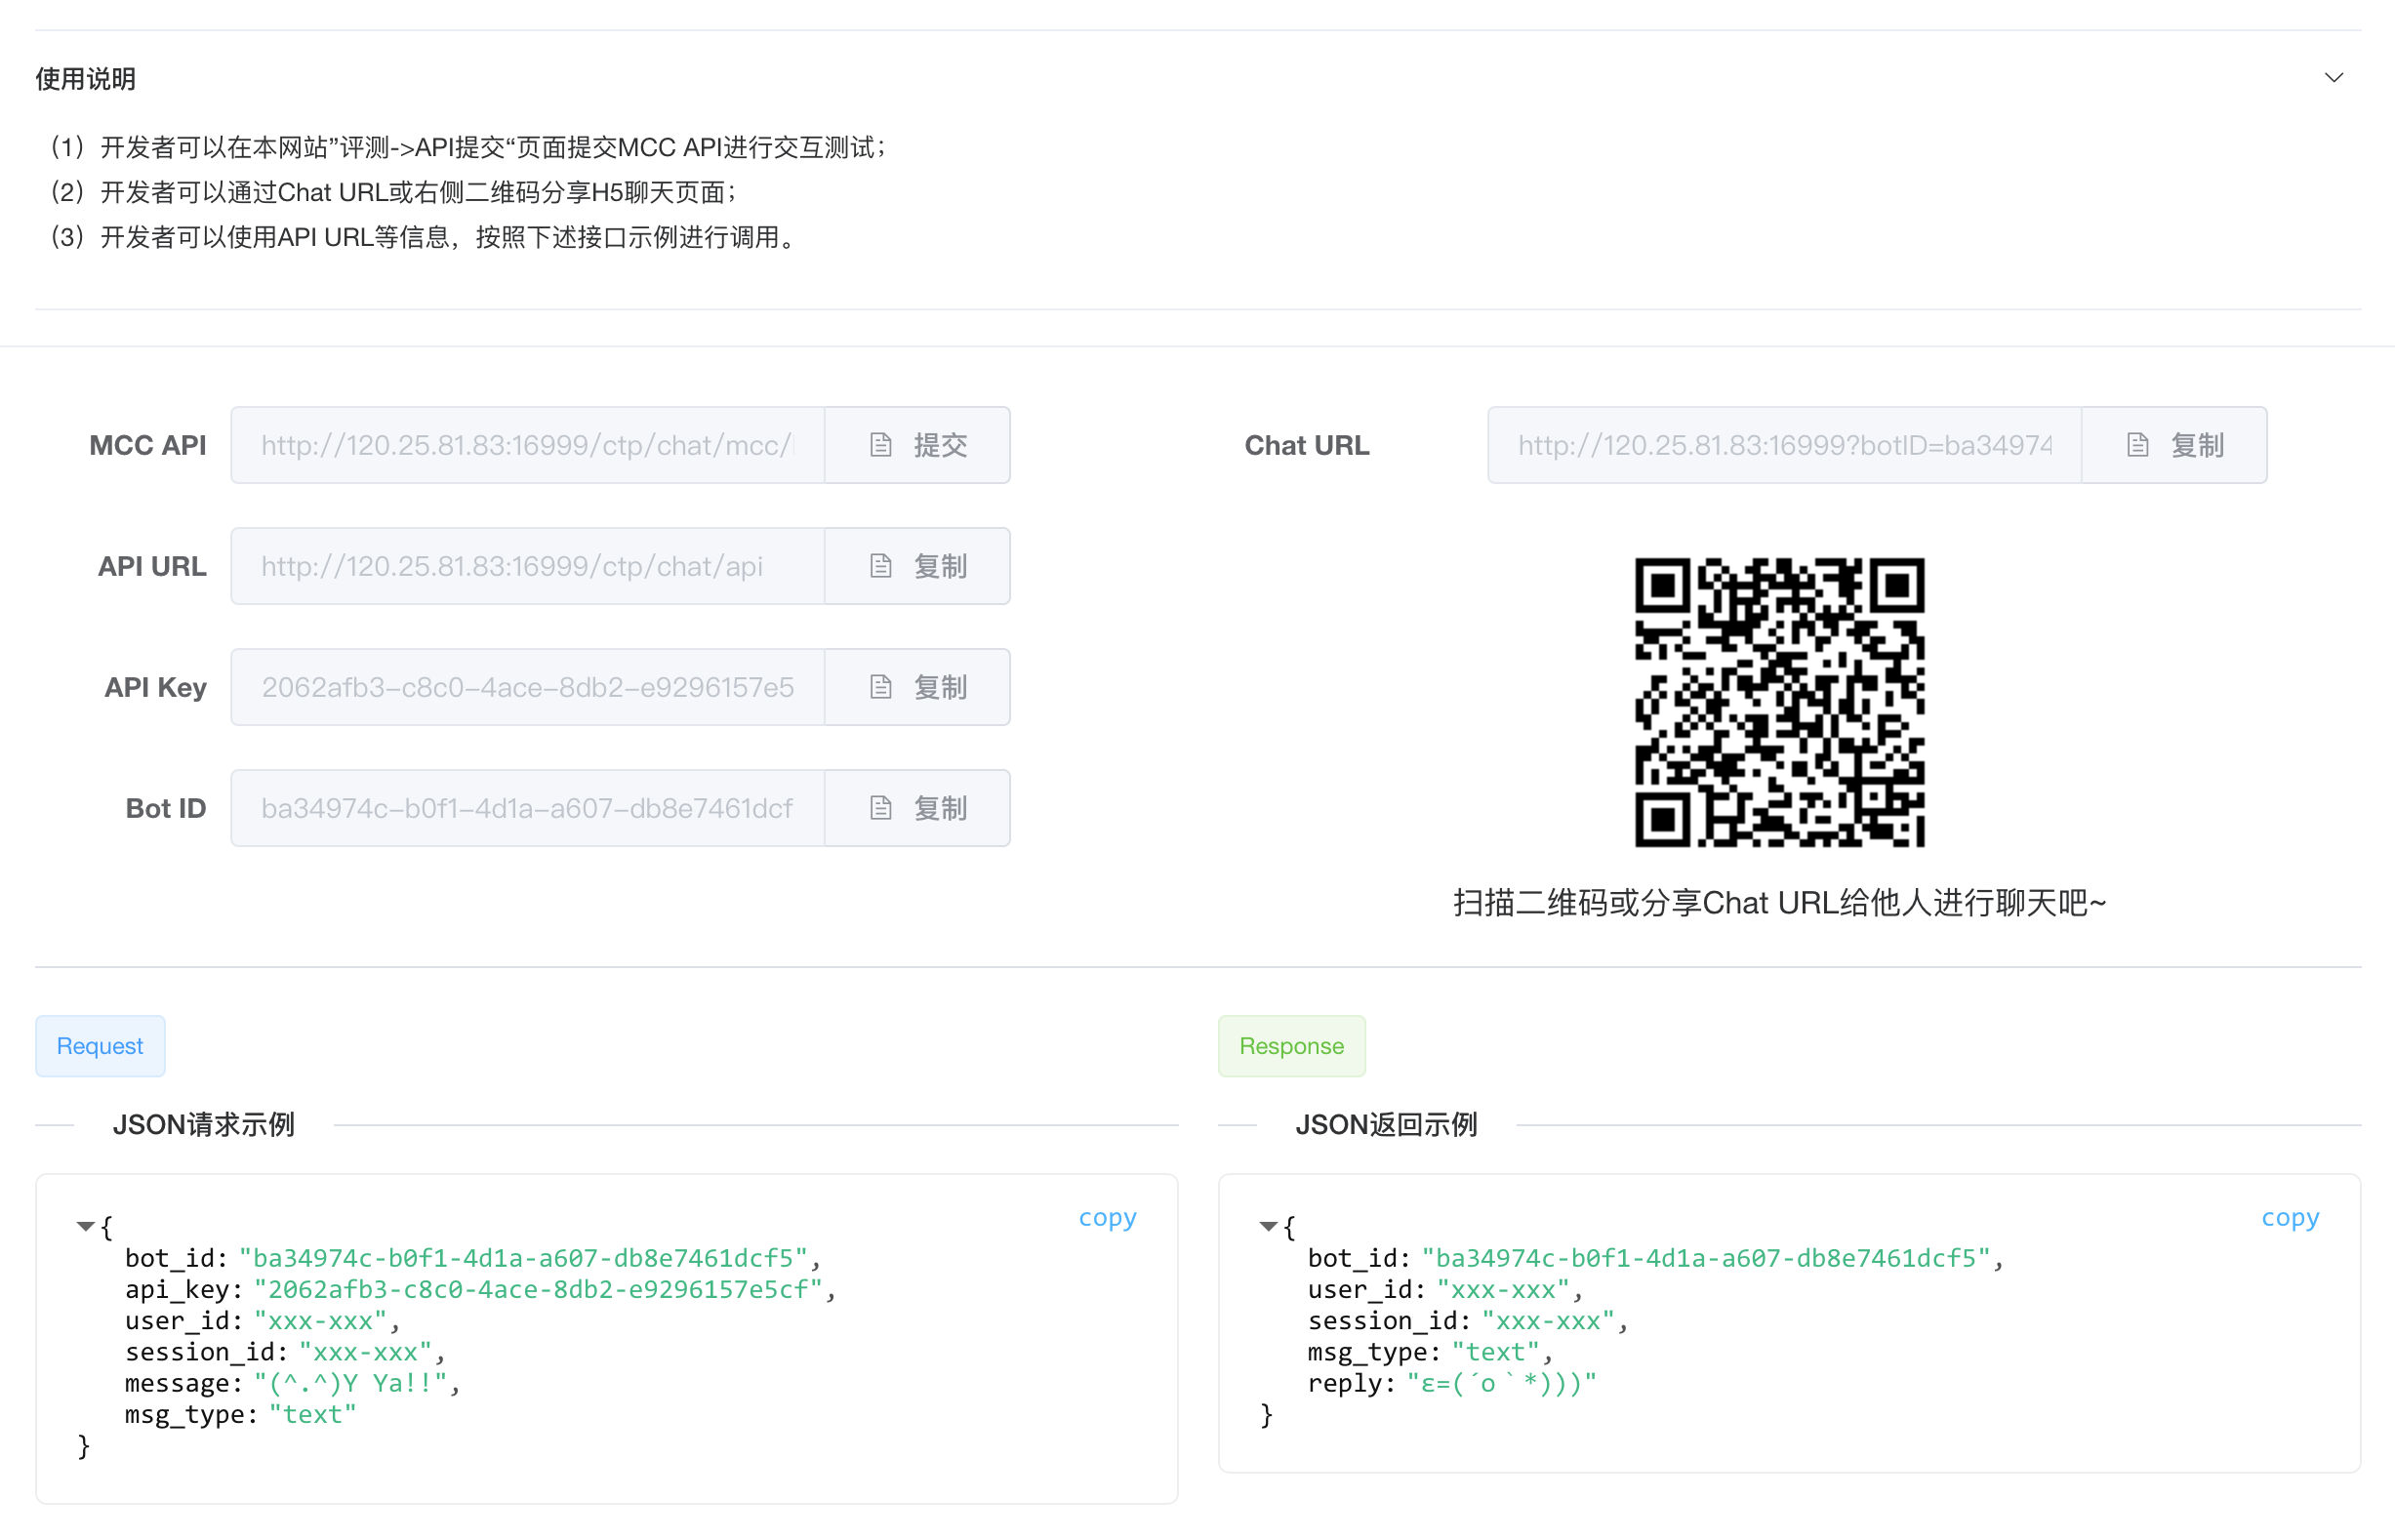 使用说明
（1）开发者可以在本网站”评测->API提交“页面提交MCC API进行交互测试；
（2）开发者可以通过Chat URL或右侧二维码分享H5聊天页面；
（3）开发者可以使用API URL等信息，按照下述接口示例进行调用。
MCC API http://120.25.81.83:16999/ctp/chat/mcc/ 提交
API URL http://120.25.81.83:16999/ctp/chat/api 复制
API Key 2062afb3-c8c0-4ace-8db2-e9296157e5 复制
Bot ID ba34974c-b0f1-4d1a-a607-db8e7461dcf 复制
Chat URL http://120.25.81.83:16999?botID=ba34974 复制
扫描二维码或分享Chat URL给他人进行聊天吧~
Request
JSON请求示例
copy
{
bot_id: "ba34974c-b0f1-4d1a-a607-db8e7461dcf5",
api_key: "2062afb3-c8c0-4ace-8db2-e9296157e5cf",
user_id: "xxx-xxx",
session_id: "xxx-xxx",
message: "(^.^)Y Ya!!",
msg_type: "text"
}
Response
JSON返回示例
copy
{
bot_id: "ba34974c-b0f1-4d1a-a607-db8e7461dcf5",
user_id: "xxx-xxx",
session_id: "xxx-xxx",
msg_type: "text",
reply: "ε=(´ο｀*)))"
}